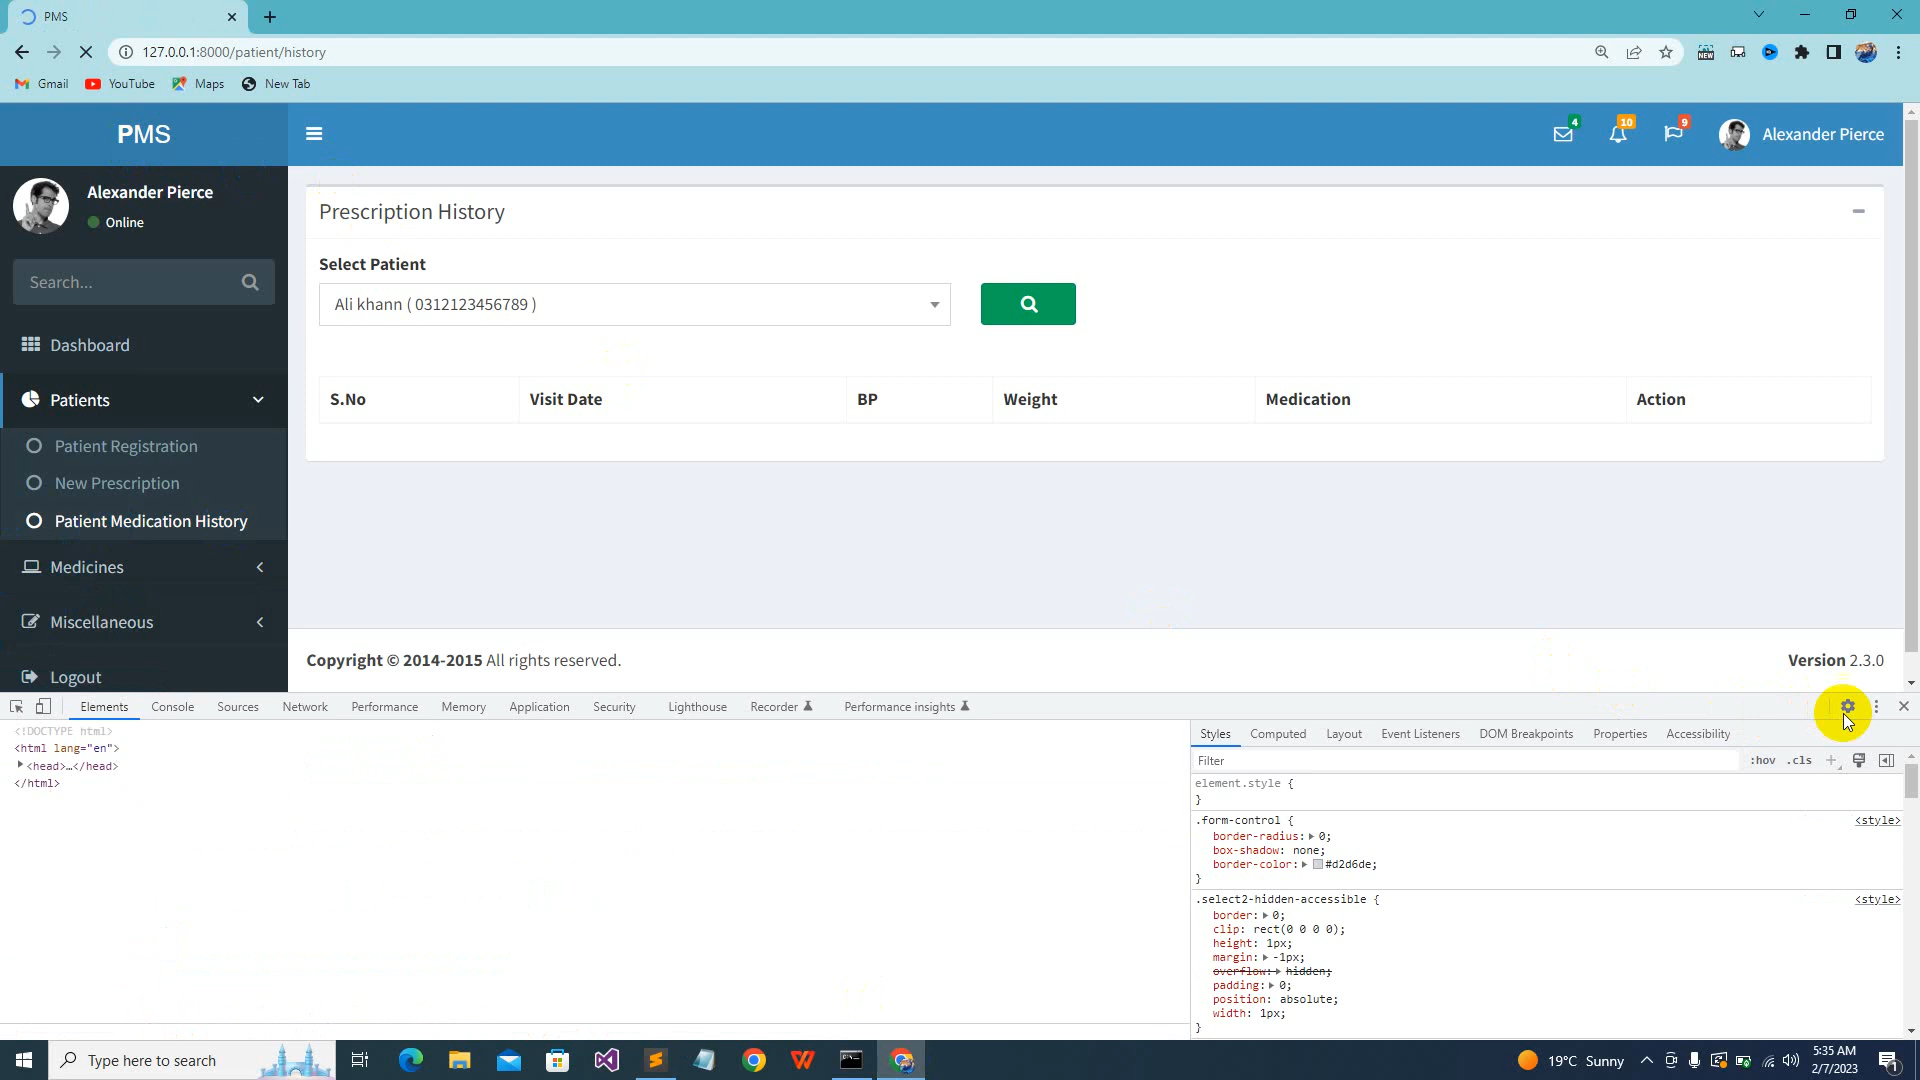 PMS
127.0.0.1:8000/patient/history
Gmail YouTube Maps New Tab
PMS
4 10 9 Alexander Pierce
Alexander Pierce
Online
Search...
Dashboard
Patients
Patient Registration
New Prescription
Patient Medication History
Medicines
Miscellaneous
Logout
Prescription History
Select Patient
Ali khann ( 0312123456789 )
S.No Visit Date BP Weight Medication Action
Copyright © 2014-2015 All rights reserved. Version 2.3.0
Elements Console Sources Network Performance Memory Application Security Lighthouse Recorder Performance insights
<!DOCTYPE html>
<html lang="en">
<head>…</head>
</html>
Styles Computed Layout Event Listeners DOM Breakpoints Properties Accessibility
Filter :hov .cls
element.style {
}
.form-control { <style>
border-radius: 0;
box-shadow: none;
border-color: #d2d6de;
}
.select2-hidden-accessible { <style>
border: 0;
clip: rect(0 0 0 0);
height: 1px;
margin: -1px;
overflow: hidden;
padding: 0;
position: absolute;
width: 1px;
}
Type here to search
19°C Sunny
5:35 AM
2/7/2023
1